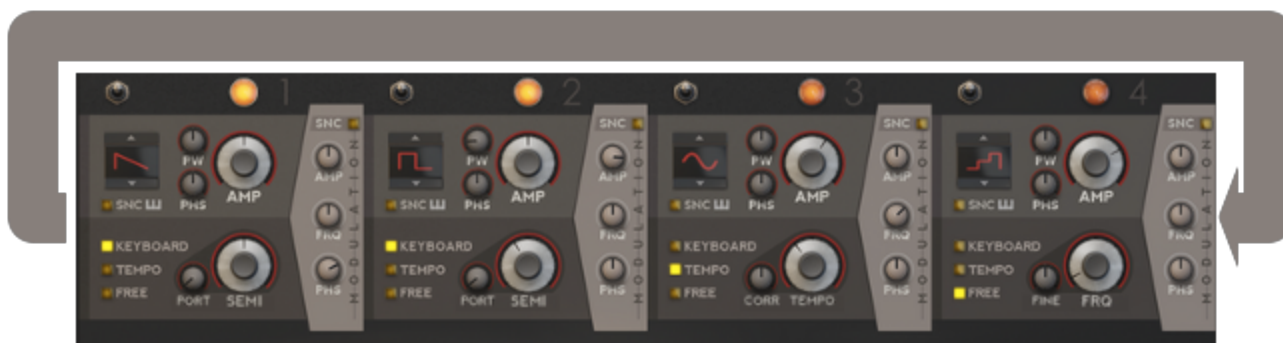 1
SNC
PW
AMP
AMP
SNC
PHS
FRQ
KEYBOARD
TEMPO
FREE
PORT
SEMI
PHS
MODULATION
2
SNC
PW
AMP
AMP
SNC
PHS
FRQ
KEYBOARD
TEMPO
FREE
PORT
SEMI
PHS
MODULATION
3
SNC
PW
AMP
AMP
SNC
PHS
FRQ
KEYBOARD
TEMPO
FREE
CORR
TEMPO
PHS
MODULATION
4
SNC
PW
AMP
AMP
SNC
PHS
FRQ
KEYBOARD
TEMPO
FREE
FINE
FRQ
PHS
MODULATION